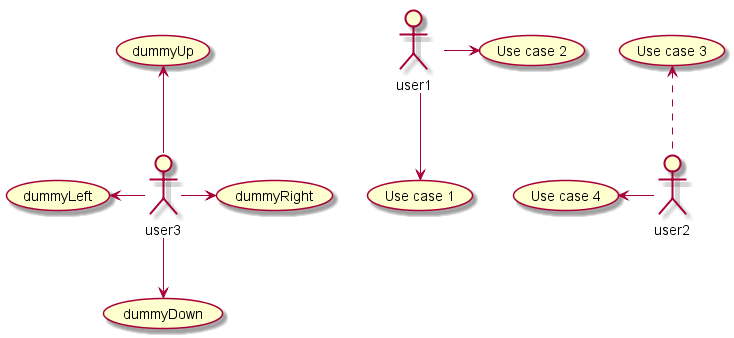 dummyUp
Use case 2
Use case 3
user1
dummyLeft
dummyRight
Use case 1
Use case 4
user3
user2
dummyDown